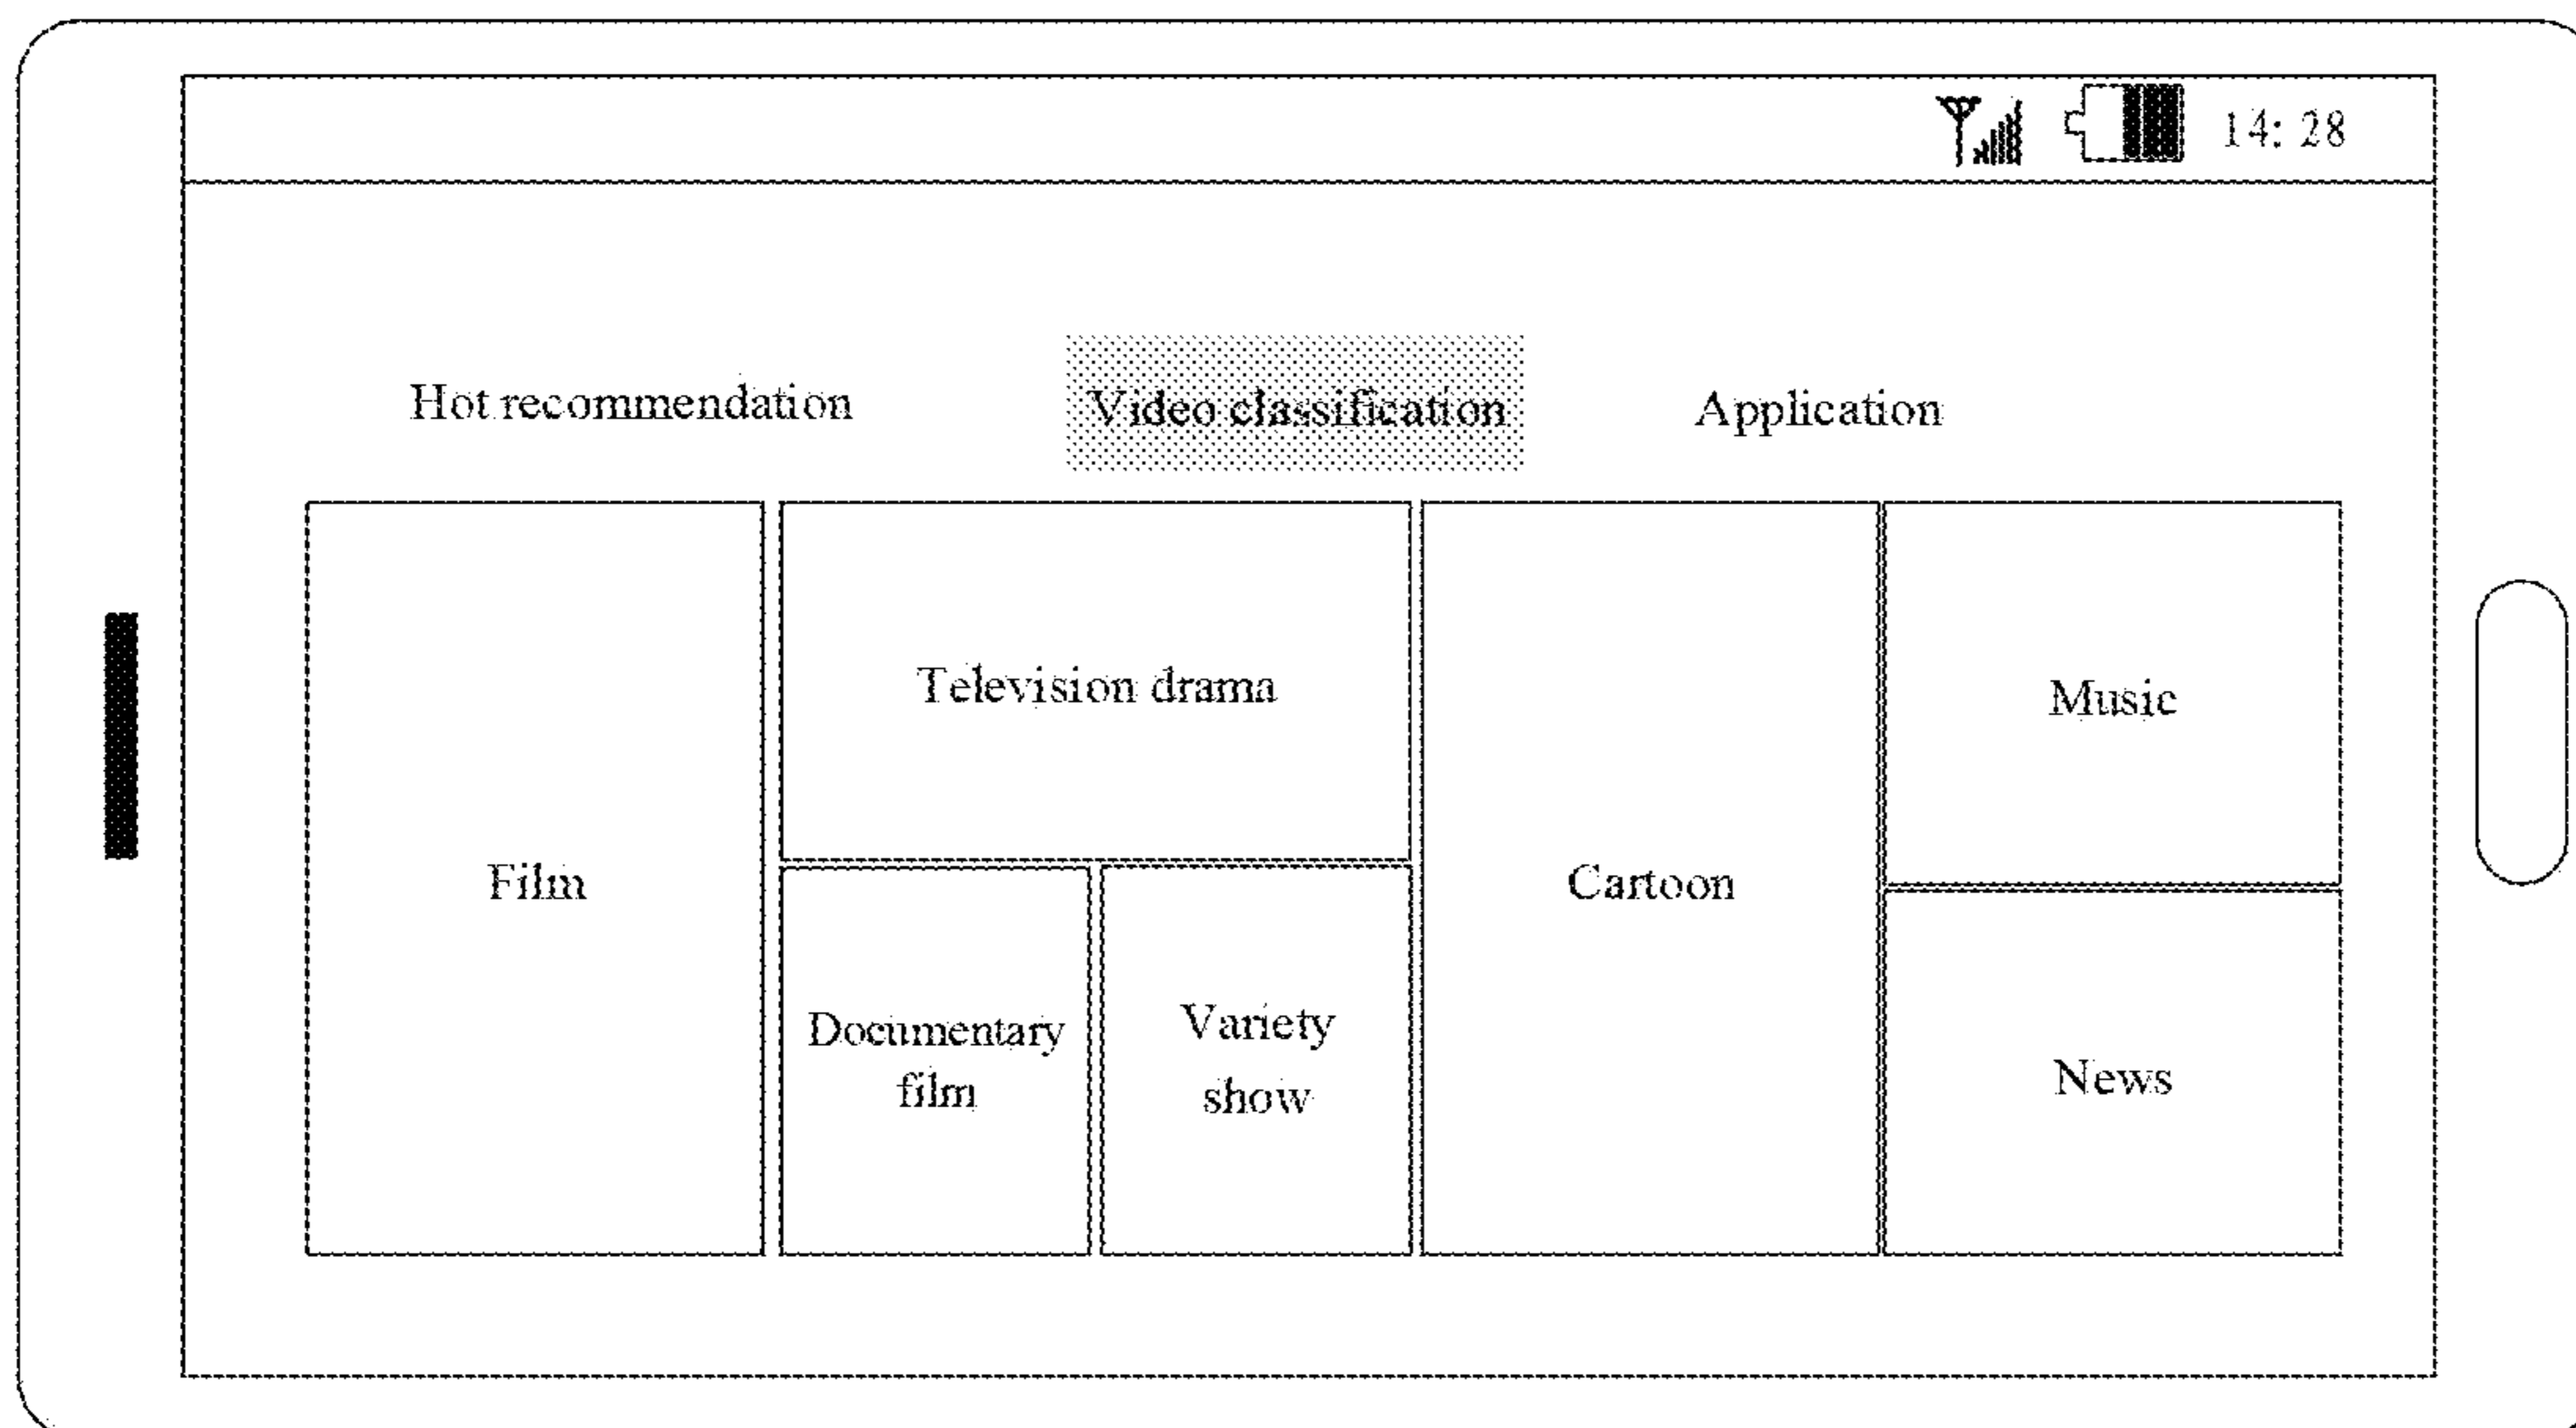 14: 28
Hot recommendation
Video classification
Application
Film
Television drama
Documentary
film
Variety
show
Cartoon
Music
News